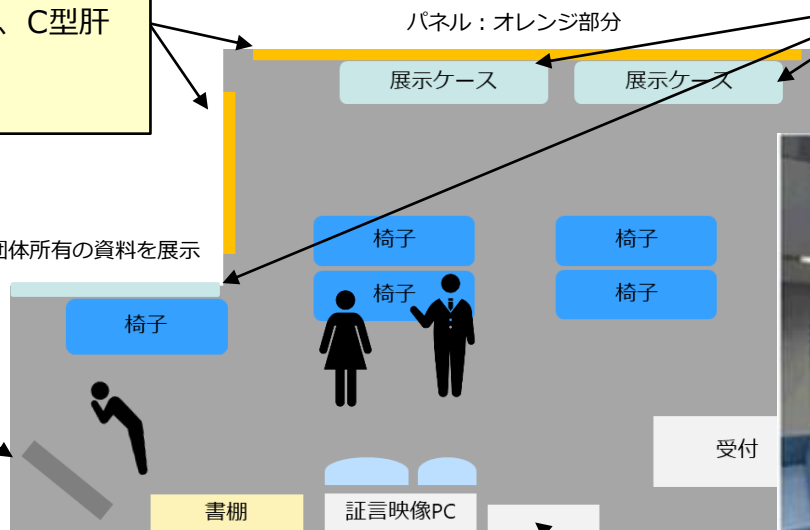 、C型肝
パネル：オレンジ部分
展示ケース
展示ケース
椅子
椅子
団体所有の資料を展示
椅子
椅子
椅子
受付
書棚
証言映像PC